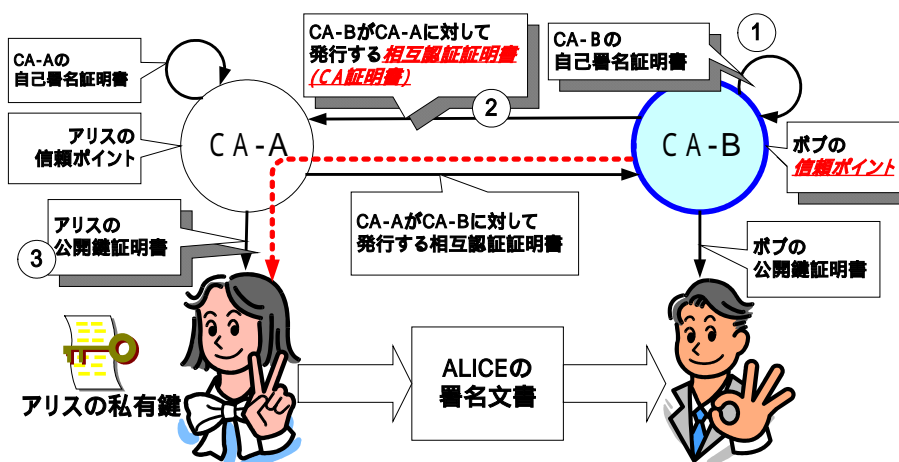 CA-Aの
自己署名証明書
CA-BがCA-Aに対して
発行する相互認証証明書
(CA証明書)
CA-Bの
自己署名証明書
①
②
アリスの
信頼ポイント
CA-A
CA-B
ボブの
信頼ポイント
CA-AがCA-Bに対して
発行する相互認証証明書
③
アリスの
公開鍵証明書
ボブの
公開鍵証明書
アリスの私有鍵
ALICEの
署名文書